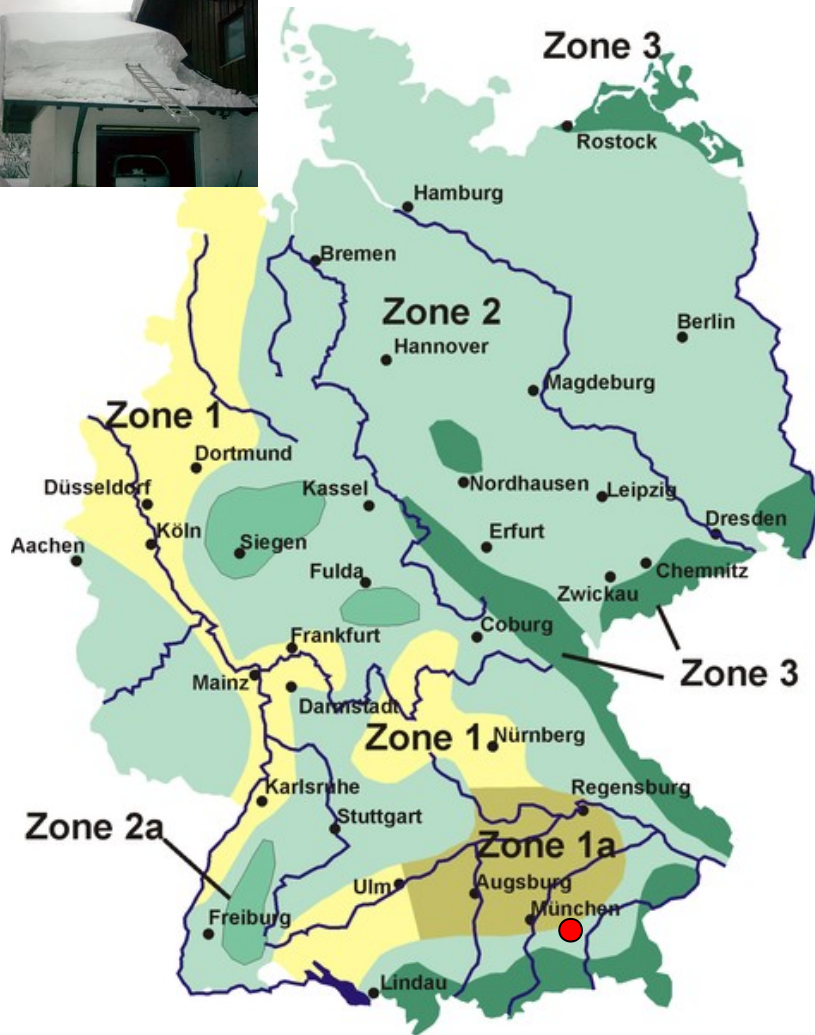 Zone 3
Rostock
Hamburg
Bremen
Zone 2
Berlin
Hannover
Magdeburg
Zone 1
Dortmund
Düsseldorf
Kassel
Nordhausen
Leipzig
Köln
Siegen
Erfurt
Dresden
Aachen
Fulda
Chemnitz
Zwickau
Coburg
Frankfurt
Zone 3
Mainz
Darmstadt
Zone 1
Nürnberg
Karlsruhe
Regensburg
Zone 2a
Stuttgart
Zone 1a
Ulm
Augsburg
München
Freiburg
Lindau